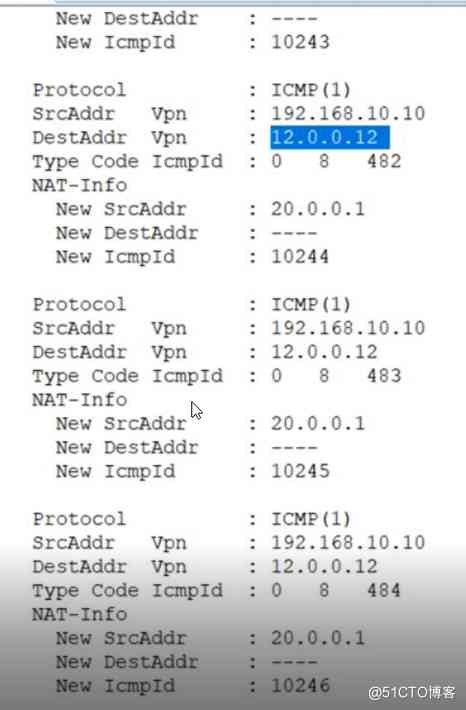 New DestAddr : ----
New IcmpId : 10243
Protocol : ICMP(1)
SrcAddr Vpn : 192.168.10.10
DestAddr Vpn : 12.0.0.12
Type Code IcmpId : 0 8 482
NAT-Info
New SrcAddr : 20.0.0.1
New DestAddr : ----
New IcmpId : 10244
Protocol : ICMP(1)
SrcAddr Vpn : 192.168.10.10
DestAddr Vpn : 12.0.0.12
Type Code IcmpId : 0 8 483
NAT-Info
New SrcAddr : 20.0.0.1
New DestAddr : ----
New IcmpId : 10245
Protocol : ICMP(1)
SrcAddr Vpn : 192.168.10.10
DestAddr Vpn : 12.0.0.12
Type Code IcmpId : 0 8 484
NAT-Info
New SrcAddr : 20.0.0.1
New DestAddr : ----
New IcmpId : 10246
@51CTO博客